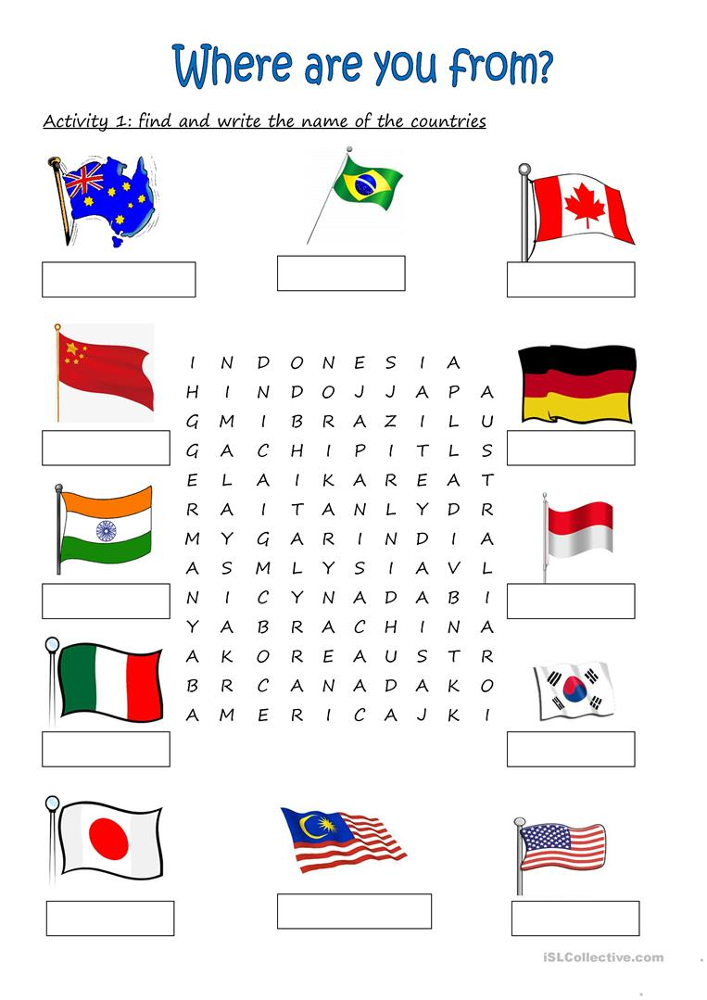 Where are you from?
Activity 1: find and write the name of the countries
I N D O N E S I A
H I N D O J J A P A
G M I B R A Z I L U
G A C H I P I T L S
E L A I K A R E A T
R A I T A N L Y D R
M Y G A R I N D I A
A S M L Y S I A V L
N I C Y N A D A B I
Y A B R A C H I N A
A K O R E A U S T R
B R C A N A D A K O
A M E R I C A J K I
iSLCollective.com